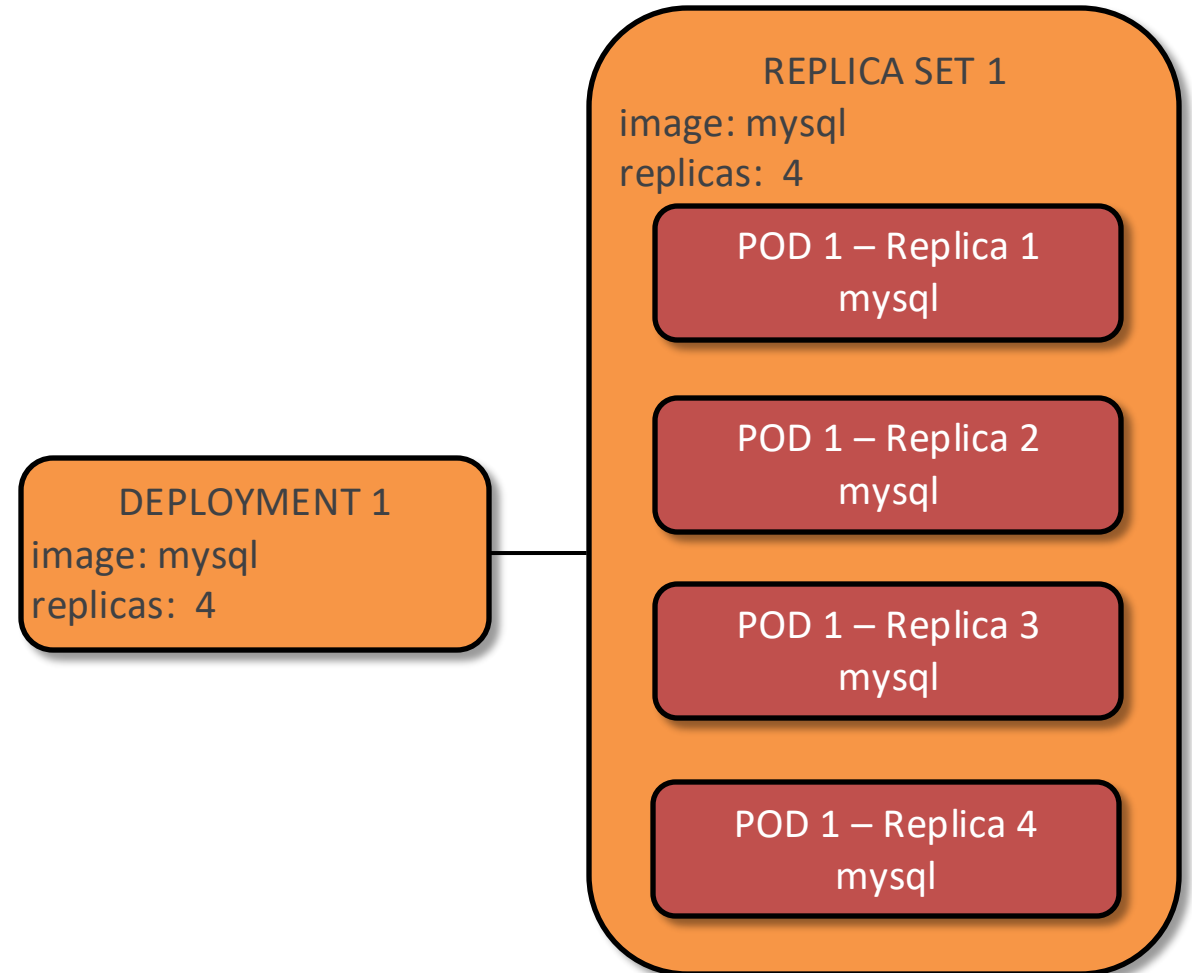 REPLICA SET 1
image: mysql
replicas:  4
POD 1 – Replica 1
mysql
POD 1 – Replica 2
mysql
POD 1 – Replica 3
mysql
POD 1 – Replica 4
mysql
DEPLOYMENT 1
image: mysql
replicas:  4